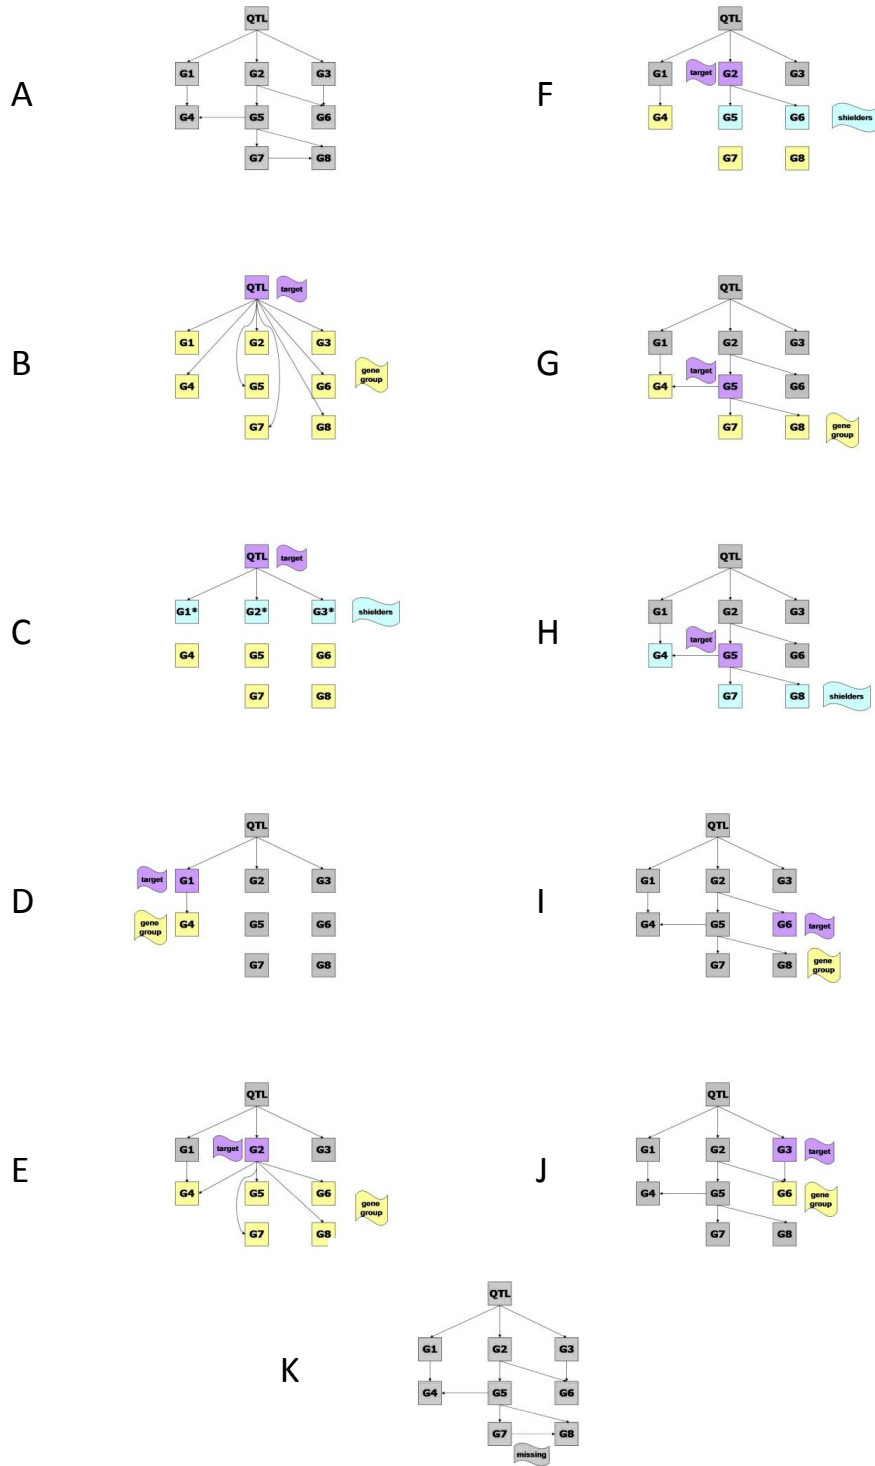 A
QTL
G1 G2 G3
G4 G5 G6
G7 G8
B
QTL target
G1 G2 G3
G4 G5 G6
gene
group
G7 G8
C
QTL target
G1* G2* G3* shielders
G4 G5 G6
G7 G8
D
QTL
target G1 G2 G3
gene
group
G4 G5 G6
G7 G8
E
QTL
G1 target G2 G3
G4 G5 G6
gene
group
G7 G8
F
QTL
G1 target G2 G3
G4 G5 G6 shielders
G7 G8
G
QTL
G1 G2 G3
target
G4 G5 G6
G7 G8
gene
group
H
QTL
G1 G2 G3
target
G4 G5 G6
G7 G8 shielders
I
QTL
G1 G2 G3
G4 G5 G6 target
G7 G8
gene
group
J
QTL
G1 G2 G3 target
G4 G5 G6
gene
group
G7 G8
K
QTL
G1 G2 G3
G4 G5 G6
G7 G8
missing